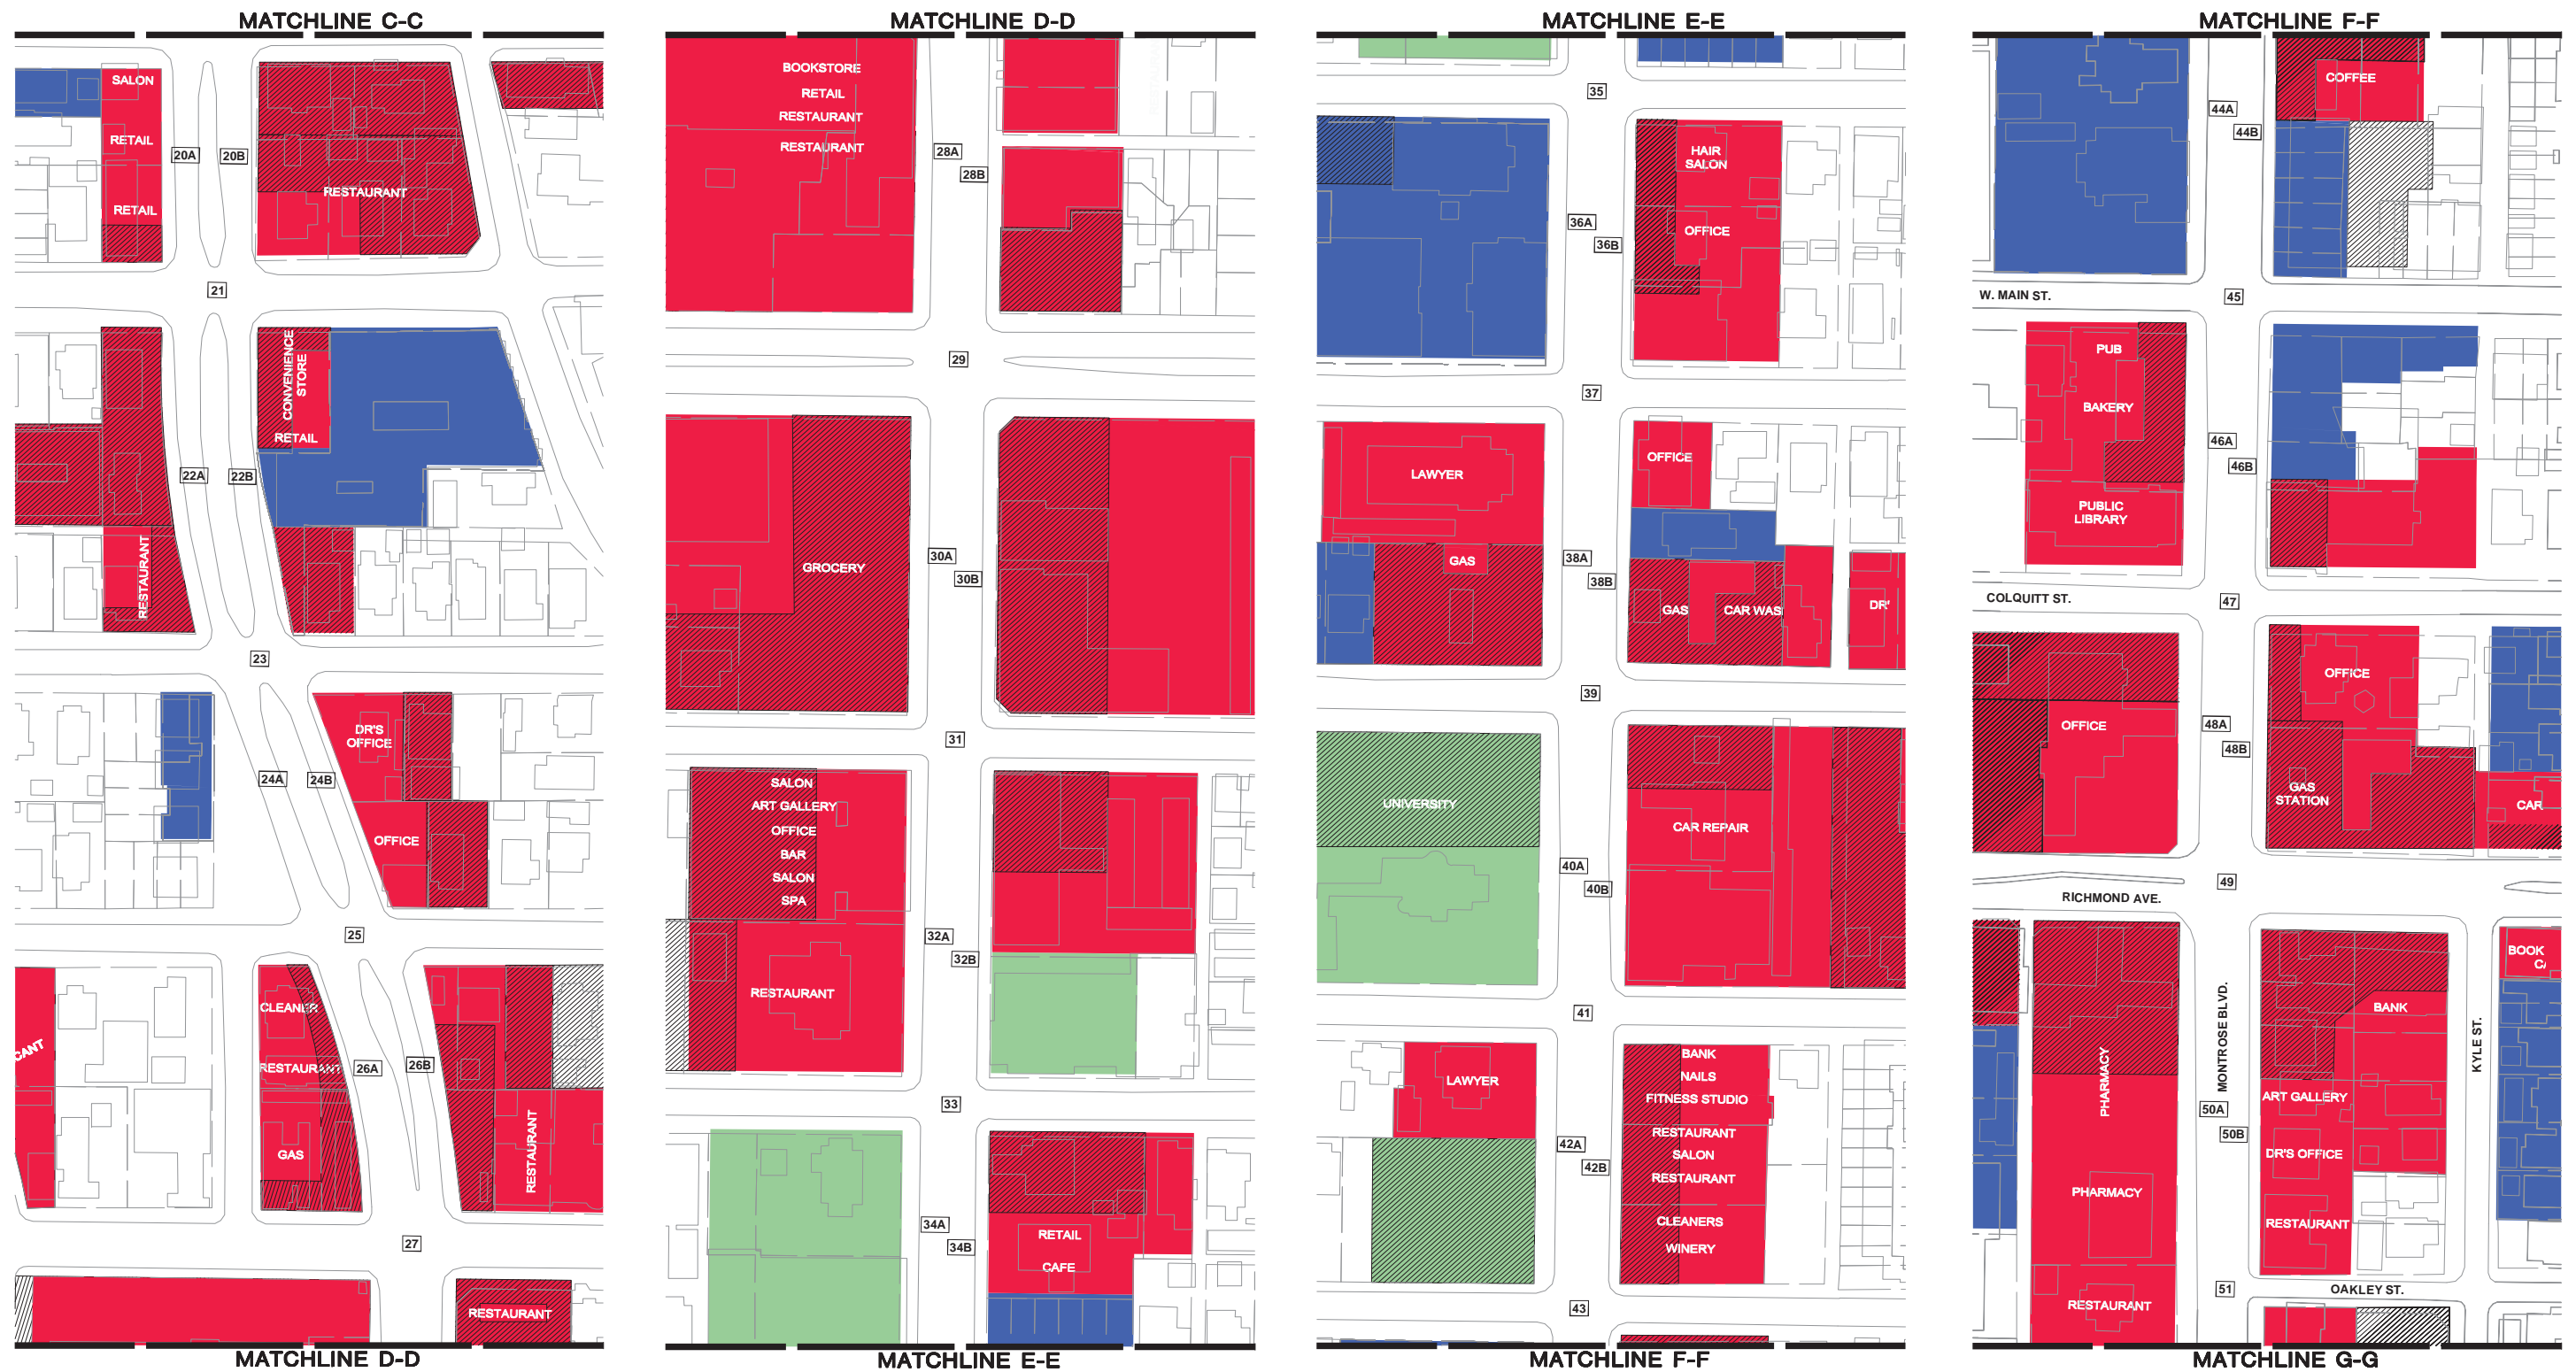 MATCHLINE C-C
SALON
RETAIL
RETAIL
20A
20B
RESTAURANT
21
CONVENIENCE
STORE
RETAIL
22A
22B
RESTAURANT
23
DR'S
OFFICE
24A
24B
OFFICE
25
CANT
CLEANER
RESTAURANT
26A
26B
GAS
RESTAURANT
27
RESTAURANT
MATCHLINE D-D
MATCHLINE D-D
BOOKSTORE
RETAIL
RESTAURANT
RESTAURANT
28A
28B
29
GROCERY
30A
30B
31
SALON
ART GALLERY
OFFICE
BAR
SALON
SPA
32A
32B
RESTAURANT
33
34A
34B
RETAIL
CAFE
MATCHLINE E-E
MATCHLINE E-E
35
HAIR
SALON
36A
36B
OFFICE
37
LAWYER
OFFICE
GAS
38A
38B
GAS
CAR WAS
DR'
39
UNIVERSITY
CAR REPAIR
40A
40B
41
LAWYER
BANK
NAILS
FITNESS STUDIO
RESTAURANT
SALON
RESTAURANT
CLEANERS
WINERY
42A
42B
43
MATCHLINE F-F
MATCHLINE F-F
COFFEE
44A
44B
W. MAIN ST.
45
PUB
BAKERY
46A
46B
PUBLIC
LIBRARY
COLQUITT ST.
47
OFFICE
OFFICE
48A
48B
GAS
STATION
CAR
49
RICHMOND AVE.
BOOK
BANK
MONTROSE BLVD.
KYLE ST.
PHARMACY
ART GALLERY
50A
50B
DR'S OFFICE
PHARMACY
RESTAURANT
51
OAKLEY ST.
RESTAURANT
MATCHLINE G-G